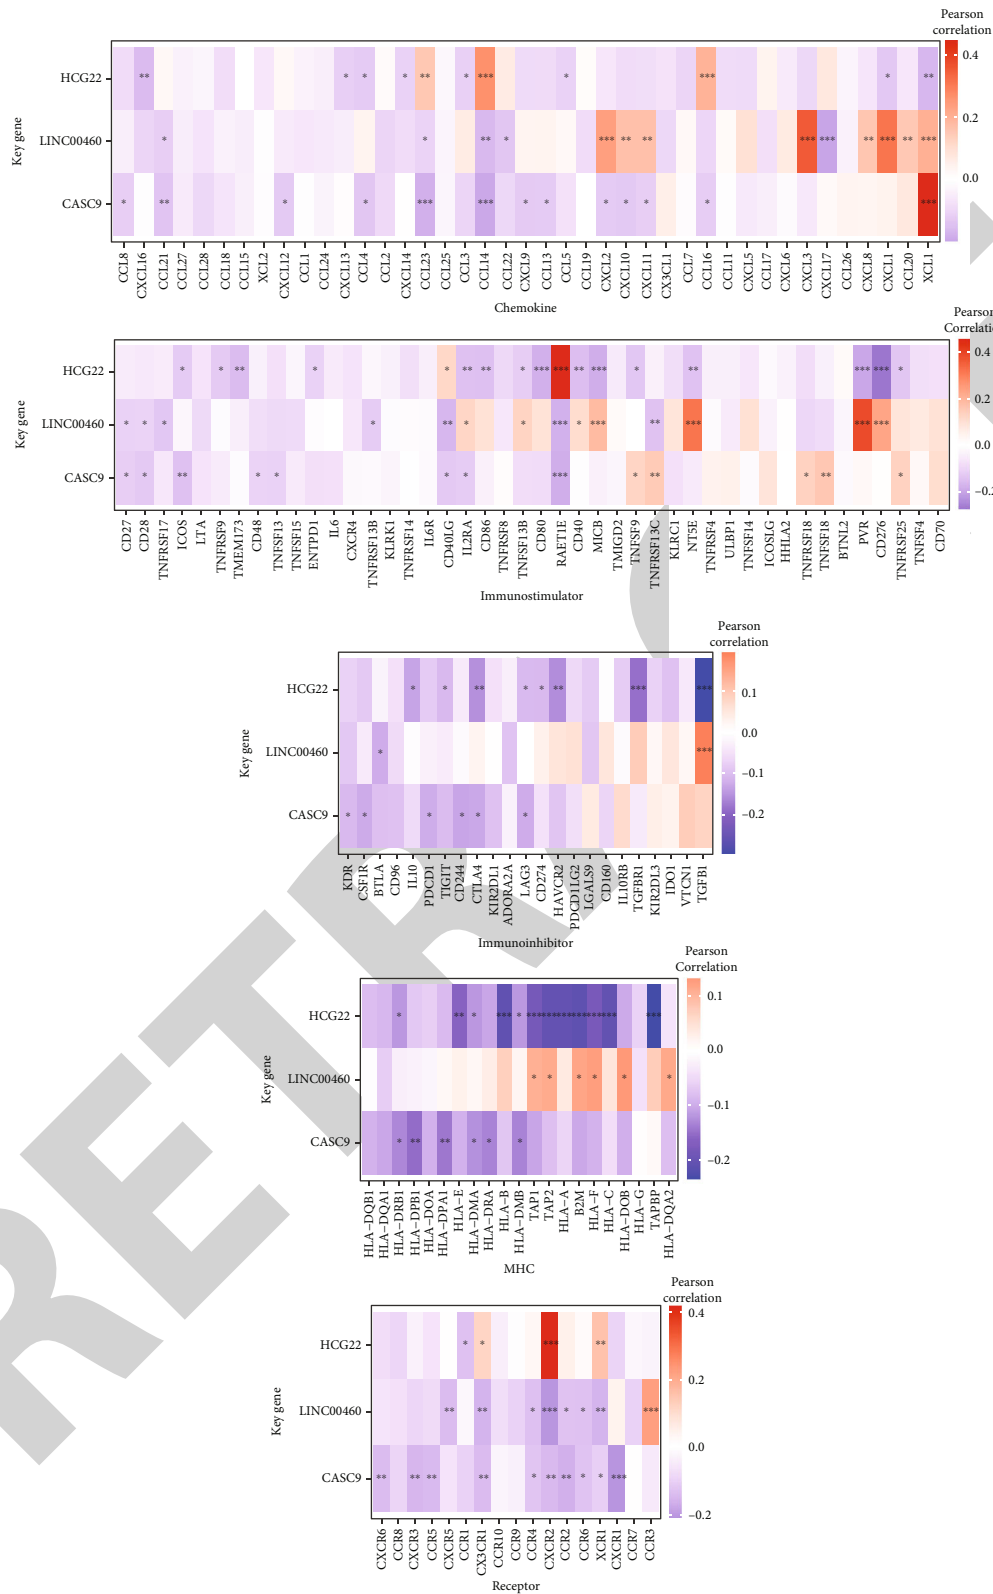 Pearson
correlation
Key gene
HCG22
LINC00460
CASC9
** * * * ** * *** * *** * **
* * ** * *** ** ** *** *** ** *** ** ***
* ** * * *** *** * * * * * * ***
0.4
0.2
0.0
CCL8 CXCL16 CCL21 CCL27 CCL28 CCL18 CCL15 XCL2 CXCL12 CCL1 CCL24 CXCL13 CCL4 CCL2 CXCL14 CCL23 CCL25 CCL3 CCL14 CCL22 CXCL9 CCL13 CCL5 CCL19 CXCL2 CXCL10 CXCL11 CX3CL1 CCL7 CCL16 CCL11 CXCL5 CCL17 CXCL6 CXCL3 CXCL17 CCL26 CXCL8 CXCL1 CCL20 XCL1
Chemokine
Pearson
Correlatio
Key gene
HCG22
LINC00460
CASC9
* * ** * * ** ** * *** *** ** *** * ** *** *** *
* * * * ** * * * *** ** *** *** ***
* * ** * * * * *** * ** * ** *
0.4
0.2
0.0
−0.2
CD27 CD28 TNFRSF17 ICOS LTA TNFRSF9 TMEM173 CD48 TNFSF13 TNFSF15 ENTPD1 IL6 CXCR4 TNFRSF13B KLRK1 TNFRSF14 IL6R CD40LG IL2RA CD86 TNFRSF8 TNFSF13B CD80 RAET1E CD40 MICB TMIGD2 TNFSF9 TNFRSF13C KLRC1 NT5E TNFRSF4 ULBP1 TNFSF14 ICOSLG HHLA2 TNFRSF18 TNFSF18 BTNL2 PVR CD276 TNFRSF25 TNFSF4 CD70
Immunostimulator
Pearson
correlation
Key gene
HCG22
LINC00460
CASC9
* * ** * * ** *** ***
* ***
* * * * * *
0.1
0.0
−0.1
−0.2
KDR CSF1R BTLA CD96 IL10 PDCD1 TIGIT CD244 CTLA4 KIR2DL1 ADORA2A LAG3 CD274 HAVCR2 PDCD1LG2 LGALS9 CD160 IL10RB TGFBR1 KIR2DL3 IDO1 VTCN1 TGFB1
Immunoinhibitor
Pearson
Correlation
Key gene
HCG22
LINC00460
CASC9
* ** * *** * *** *** *** *** *** *** ***
* * * * * *
* ** ** * * *
0.1
0.0
−0.1
−0.2
HLA−DQB1 HLA−DQA1 HLA−DRB1 HLA−DPB1 HLA−DOA HLA−DPA1 HLA−E HLA−DMA HLA−DRA HLA−B HLA−DMB TAP1 TAP2 HLA−A B2M HLA−F HLA−C HLA−DOB HLA−G TAPBP HLA−DQA2
MHC
Pearson
correlation
Key gene
HCG22
LINC00460
CASC9
* * *** **
** ** * *** * * ** ***
** ** ** ** * ** ** * * ***
0.4
0.2
0.0
−0.2
CXCR6 CCR8 CXCR3 CCR5 CXCR5 CCR1 CX3CR1 CCR10 CCR9 CCR4 CXCR2 CCR2 CCR6 XCR1 CXCR1 CCR7 CCR3
Receptor
RETR